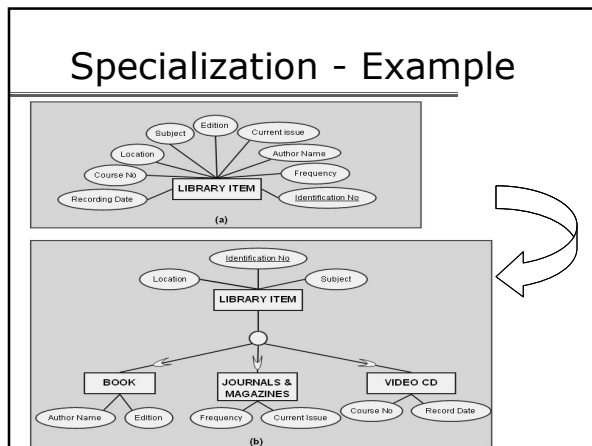 Specialization - Example
Edition
Subject
Current issue
Location
Author Name
Course No
Frequency
Recording Date
LIBRARY ITEM
Identification No
(a)
Identification No
Location
Subject
LIBRARY ITEM
BOOK
JOURNALS &
MAGAZINES
VIDEO CD
Author Name
Edition
Frequency
Current Issue
Course No
Record Date
(b)